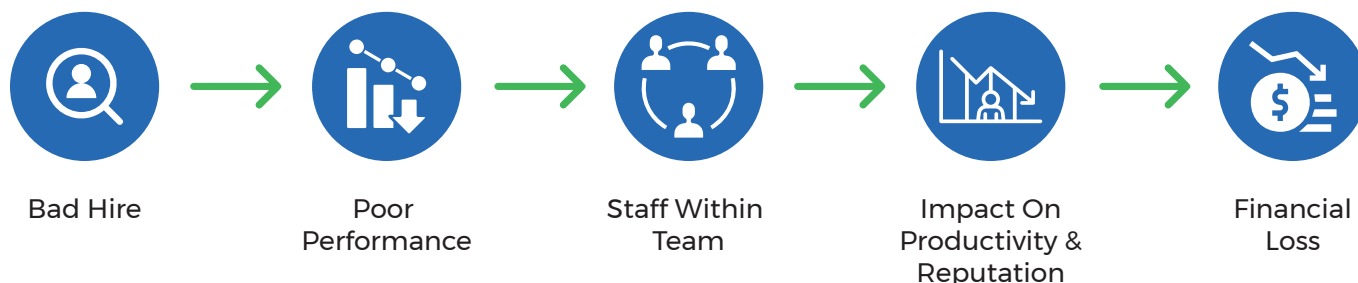 $
Bad Hire
Poor
Performance
Staff Within
Team
Impact On
Productivity &
Reputation
Financial
Loss